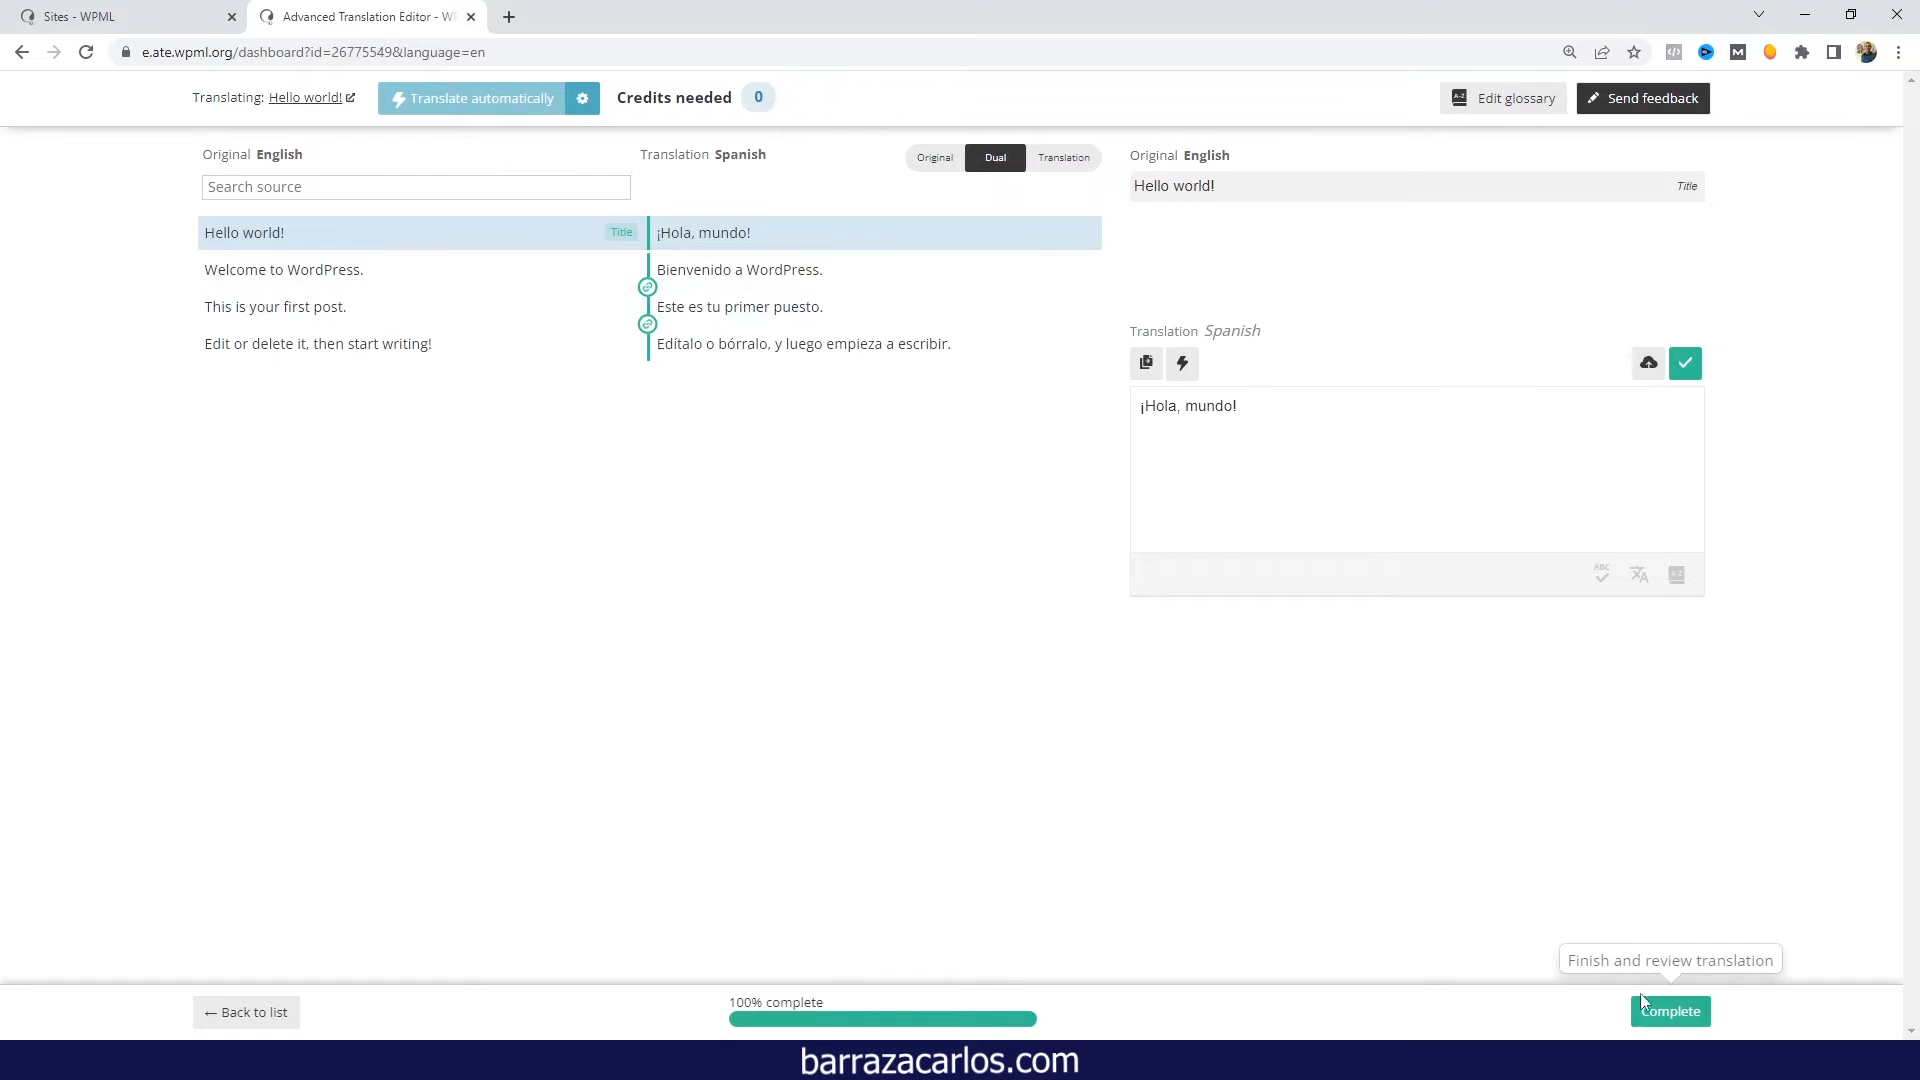 Sites - WPML
Advanced Translation Editor - WP
e.ate.wpml.org/dashboard?id=26775549&language=en
Translating: Hello world!
Translate automatically
Credits needed 0
Edit glossary
Send feedback
Original English
Translation Spanish
Original
Dual
Translation
Search source
Hello world! Title
¡Hola, mundo!
Welcome to WordPress.
Bienvenido a WordPress.
This is your first post.
Este es tu primer puesto.
Edit or delete it, then start writing!
Edítalo o bórralo, y luego empieza a escribir.
Original English
Hello world! Title
Translation Spanish
¡Hola, mundo!
ABC
Finish and review translation
← Back to list
100% complete
Complete
barrazacarlos.com